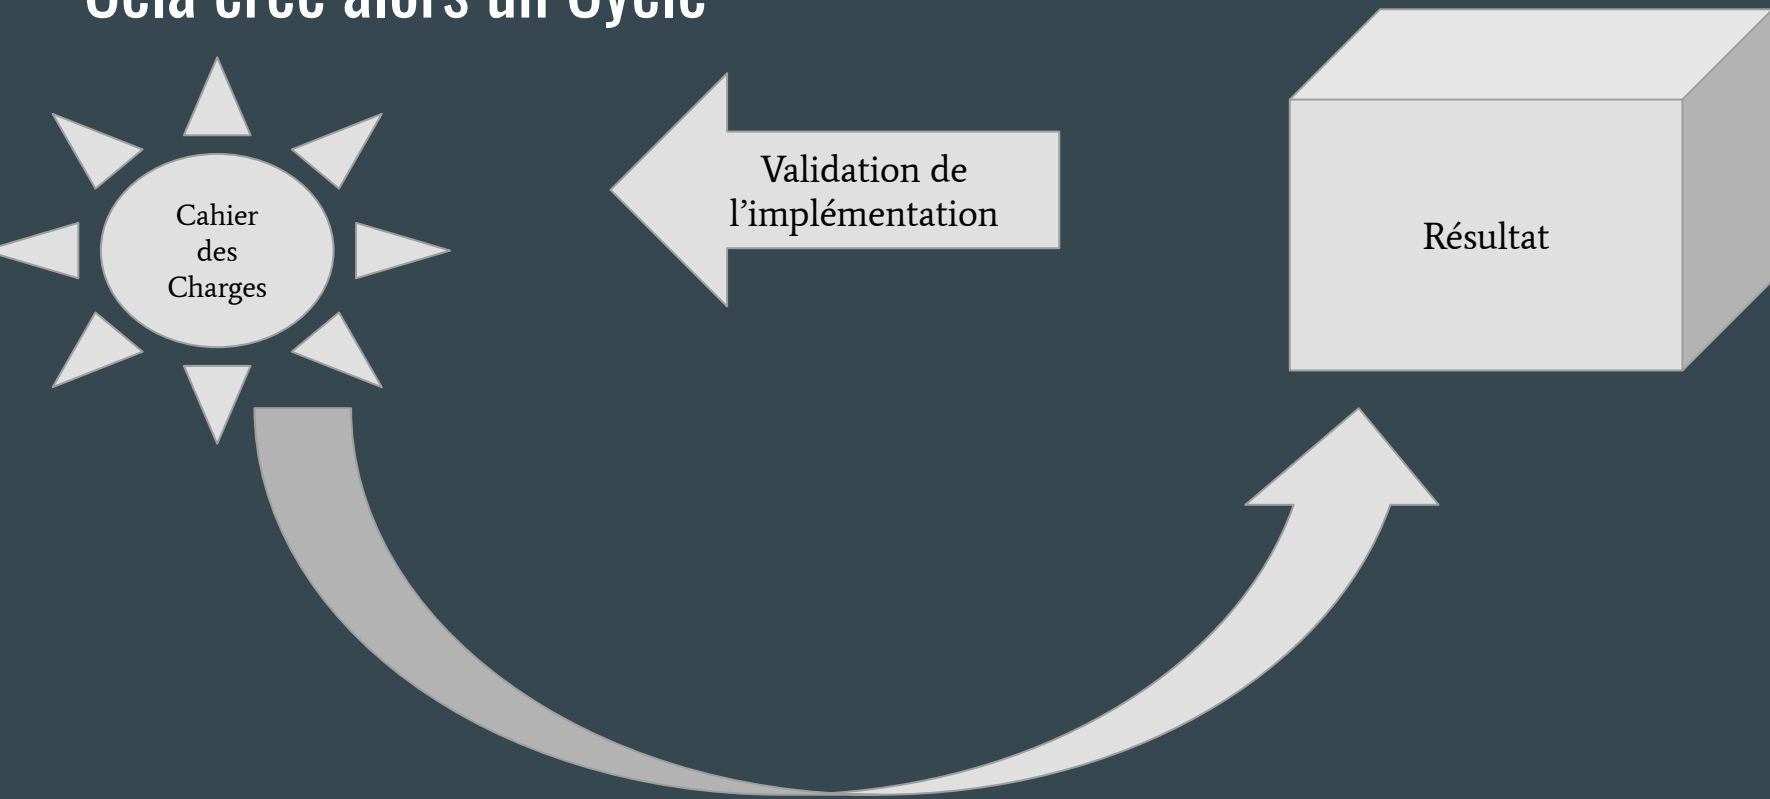 Cela crée alors un Cycle
Cahier
des
Charges
Validation de
l’implémentation
Résultat